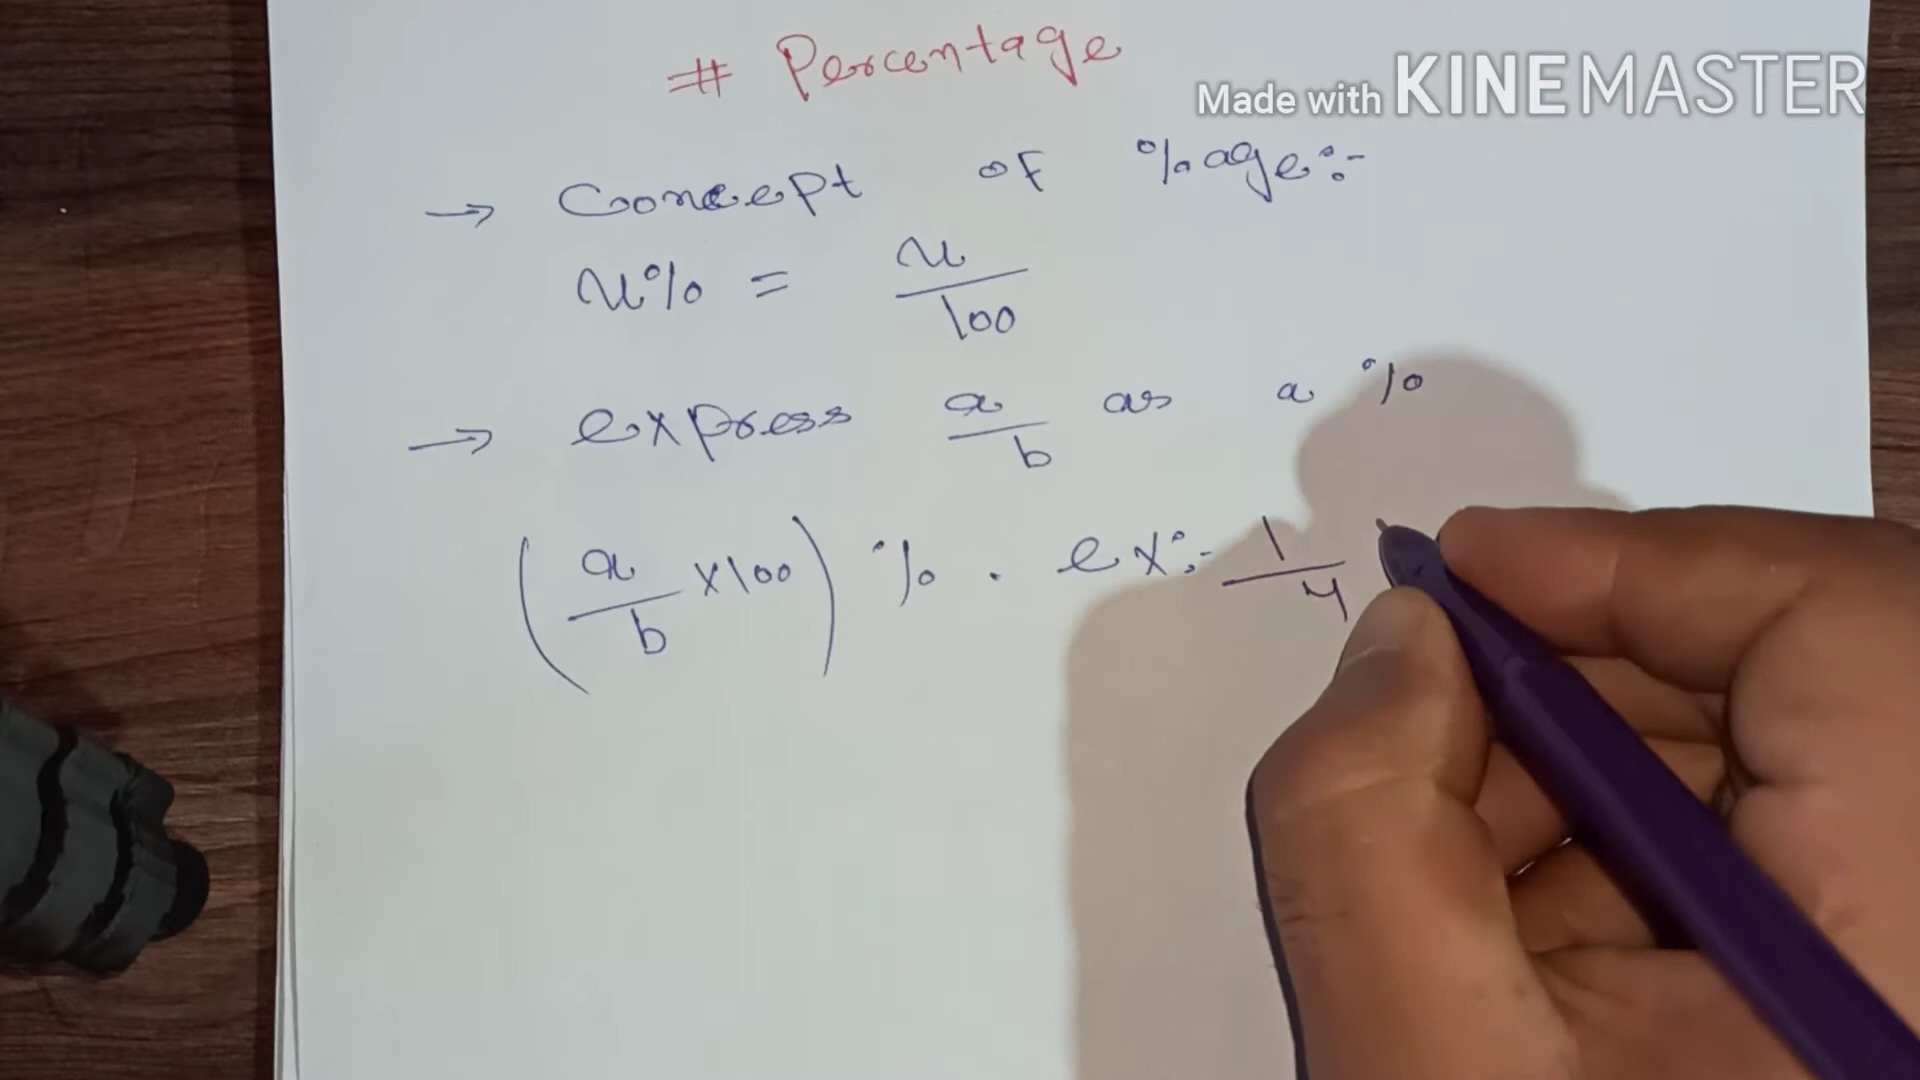 # Percentage
Made with KINEMASTER
→ Concept of %age:-
x% = x/100
→ express a/b as a %
(a/b × 100) % . ex:- 1/4